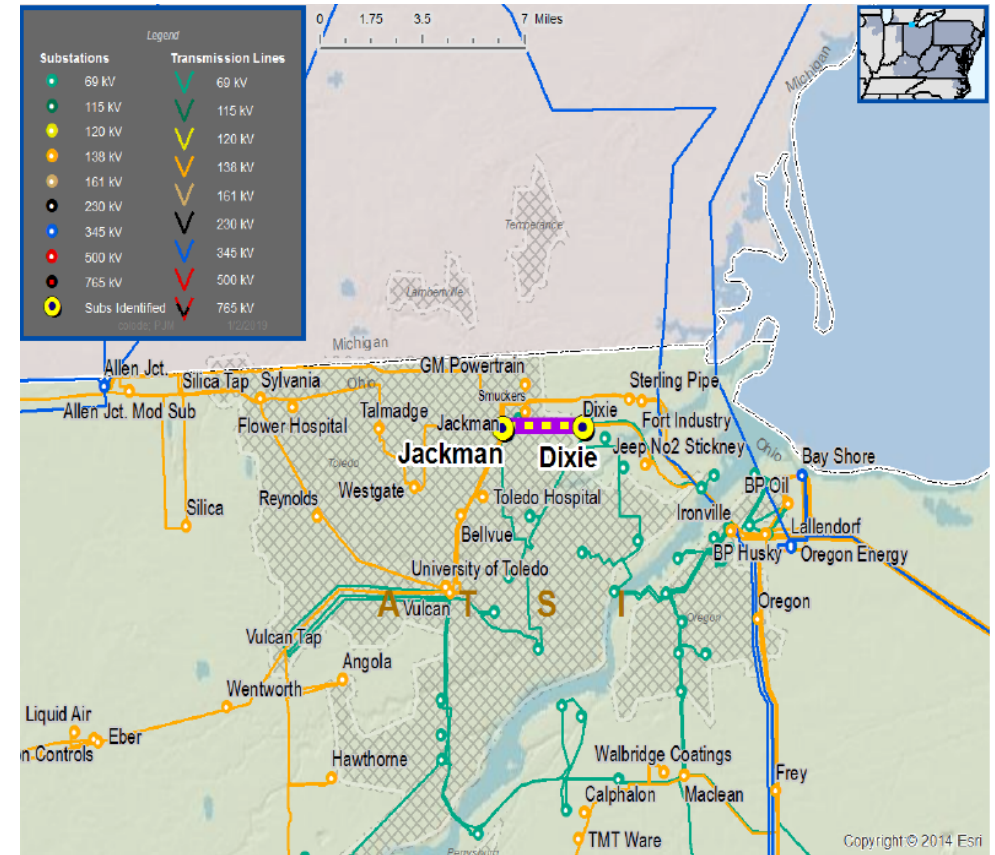 Legend
Substations
Transmission Lines
69 kV
69 kV
115 kV
115 kV
120 kV
120 kV
138 kV
138 kV
161 kV
161 kV
230 kV
230 kV
345 kV
345 kV
500 kV
500 kV
765 kV
765 kV
Subs Identified
1/2/2019
0 1.75 3.5 7 Miles
Michigan
Temperance
Lambertville
Michigan
Ohio
Allen Jct.
Silica Tap
Sylvania
GM Powertrain
Sterling Pipe
Smuckers
Allen Jct. Mod Sub
Flower Hospital
Talmadge
Jackman
Dixie
Fort Industry
Jackman
Dixie
Jeep No2
Stickney
Ohio
Bay Shore
Toledo
Westgate
Reynolds
Toledo Hospital
BP Oil
Silica
Bellvue
Ironville
Lallendorf
BP Husky
Oregon Energy
University of Toledo
A T S I
Vulcan
Oregon
Oregon
Vulcan Tap
Angola
Wentworth
Liquid Air
Eber
n Controls
Hawthorne
Walbridge Coatings
Frey
Calphalon
Maclean
TMT Ware
Perrysburg
Copyright:© 2014 Esri